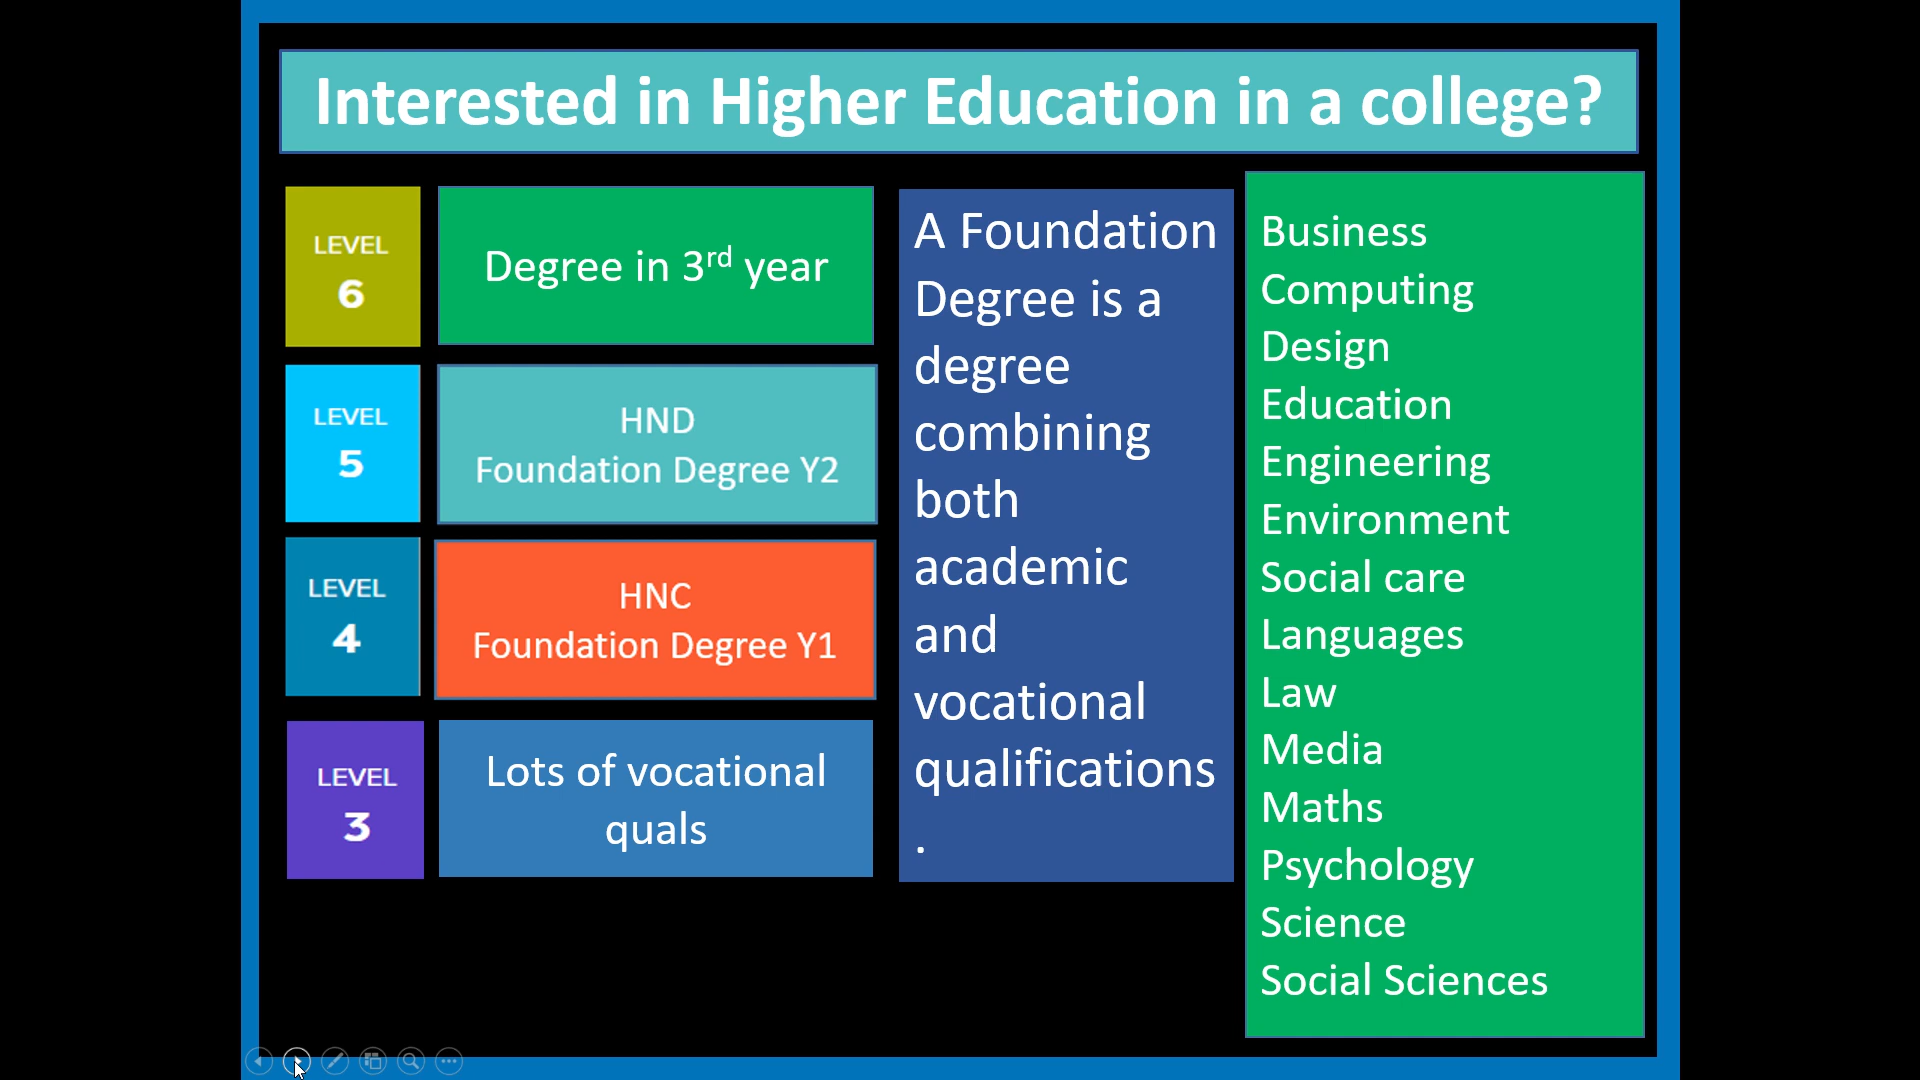 Interested in Higher Education in a college?
LEVEL
6
Degree in 3rd year
LEVEL
5
HND
Foundation Degree Y2
LEVEL
4
HNC
Foundation Degree Y1
LEVEL
3
Lots of vocational
quals
A Foundation
Degree is a
degree
combining
both
academic
and
vocational
qualifications
.
Business
Computing
Design
Education
Engineering
Environment
Social care
Languages
Law
Media
Maths
Psychology
Science
Social Sciences